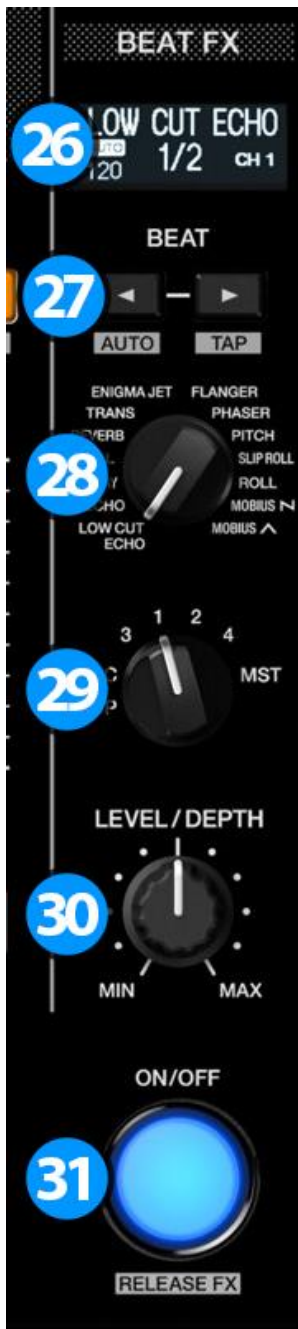 BEAT FX
26 LOW CUT ECHO
120 1/2 CH 1
BEAT
27
AUTO TAP
ENIGMA JET FLANGER
TRANS PHASER
PITCH
SLIP ROLL
28 ROLL
MOBIUS
LOW CUT ECHO MOBIUS
3 1 2 4
29 MST
LEVEL / DEPTH
30
MIN MAX
ON/OFF
31
RELEASE FX